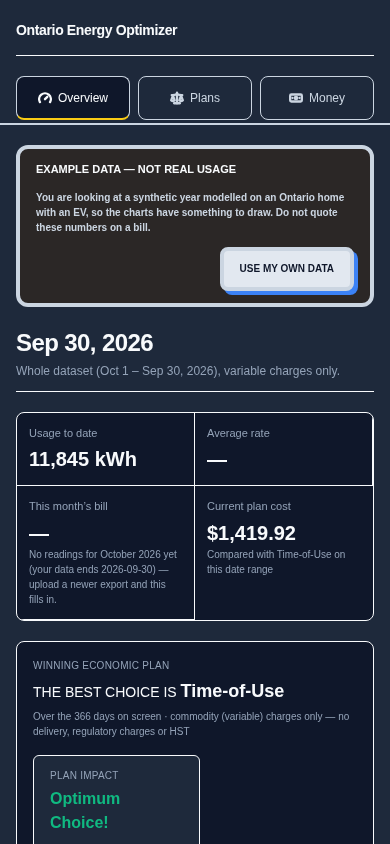 Ontario Energy Optimizer
Overview
Plans
Money
EXAMPLE DATA — NOT REAL USAGE
You are looking at a synthetic year modelled on an Ontario home
with an EV, so the charts have something to draw. Do not quote
these numbers on a bill.
USE MY OWN DATA
Sep 30, 2026
Whole dataset (Oct 1 – Sep 30, 2026), variable charges only.
Usage to date
11,845 kWh
Average rate
—
This month's bill
—
No readings for October 2026 yet
(your data ends 2026-09-30) —
upload a newer export and this
fills in.
Current plan cost
$1,419.92
Compared with Time-of-Use on
this date range
WINNING ECONOMIC PLAN
THE BEST CHOICE IS Time-of-Use
Over the 366 days on screen · commodity (variable) charges only — no
delivery, regulatory charges or HST
PLAN IMPACT
Optimum
Choice!